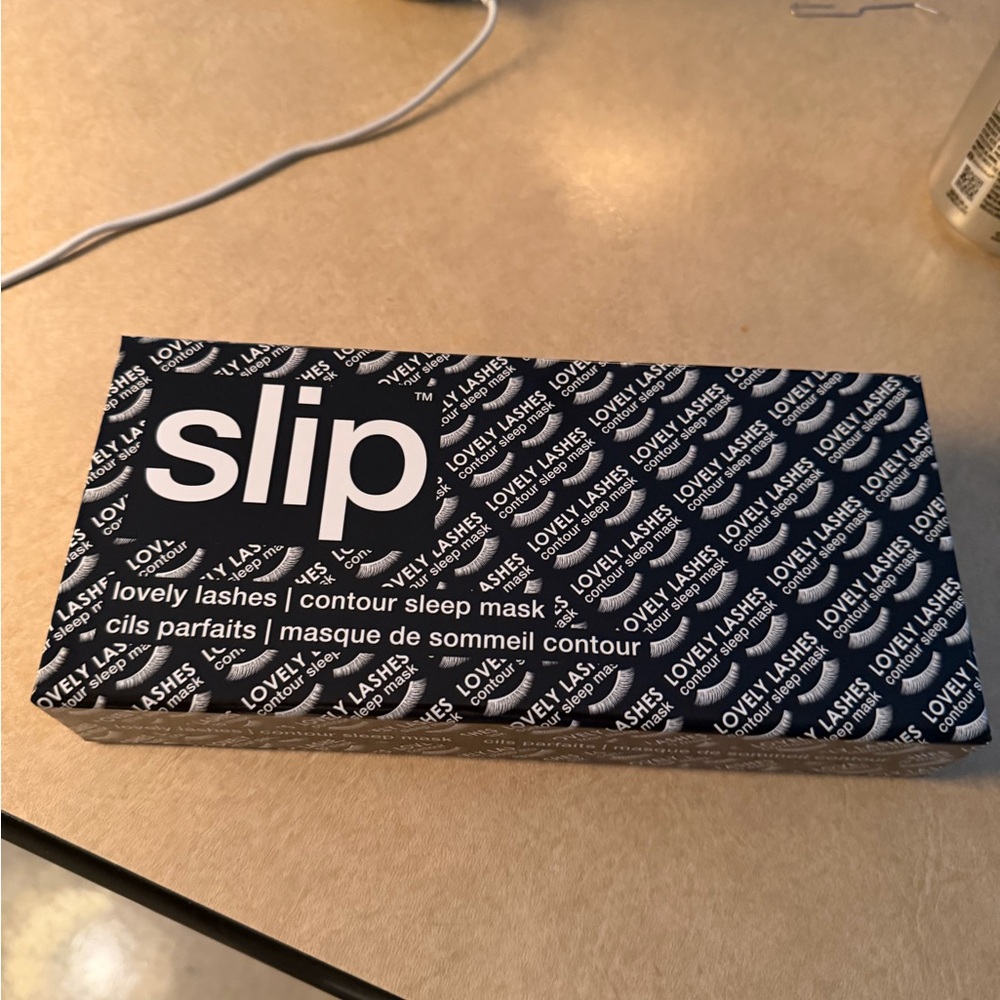 slip™
lovely lashes | contour sleep mask
cils parfaits | masque de sommeil contour
LOVELY LASHES
contour sleep mask